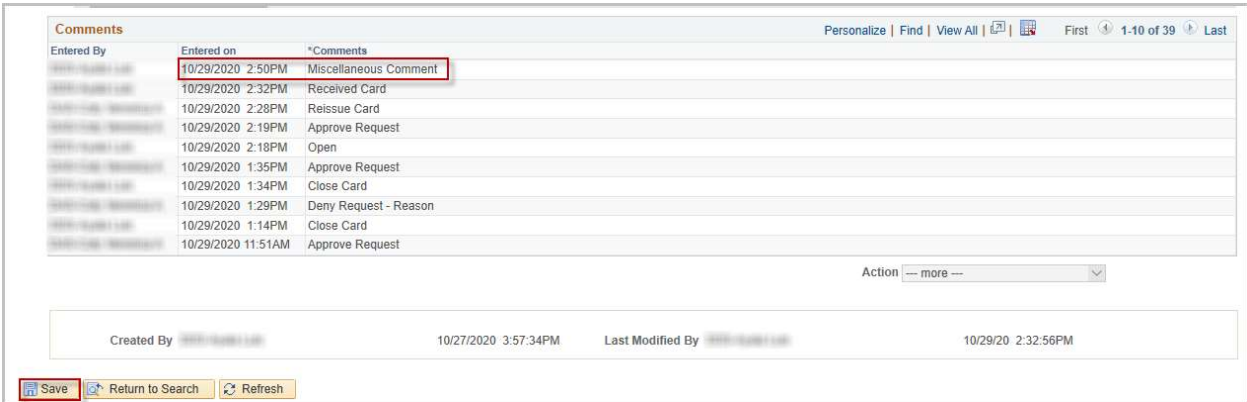 Comments Personalize | Find | View All | | First 1-10 of 39 Last
Entered By Entered on *Comments
10/29/2020 2:50PM Miscellaneous Comment
10/29/2020 2:32PM Received Card
10/29/2020 2:28PM Reissue Card
10/29/2020 2:19PM Approve Request
10/29/2020 2:18PM Open
10/29/2020 1:35PM Approve Request
10/29/2020 1:34PM Close Card
10/29/2020 1:29PM Deny Request - Reason
10/29/2020 1:14PM Close Card
10/29/2020 11:51AM Approve Request
Action --- more ---
Created By 10/27/2020 3:57:34PM Last Modified By 10/29/20 2:32:56PM
Save Return to Search Refresh